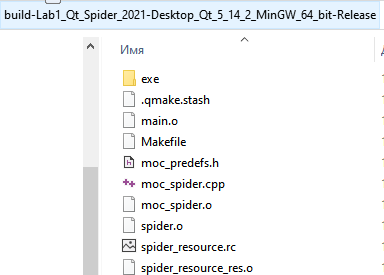 build-Lab1_Qt_Spider_2021-Desktop_Qt_5_14_2_MinGW_64_bit-Release
Имя
exe
.qmake.stash
main.o
Makefile
moc_predefs.h
moc_spider.cpp
moc_spider.o
spider.o
spider_resource.rc
spider_resource_res.o